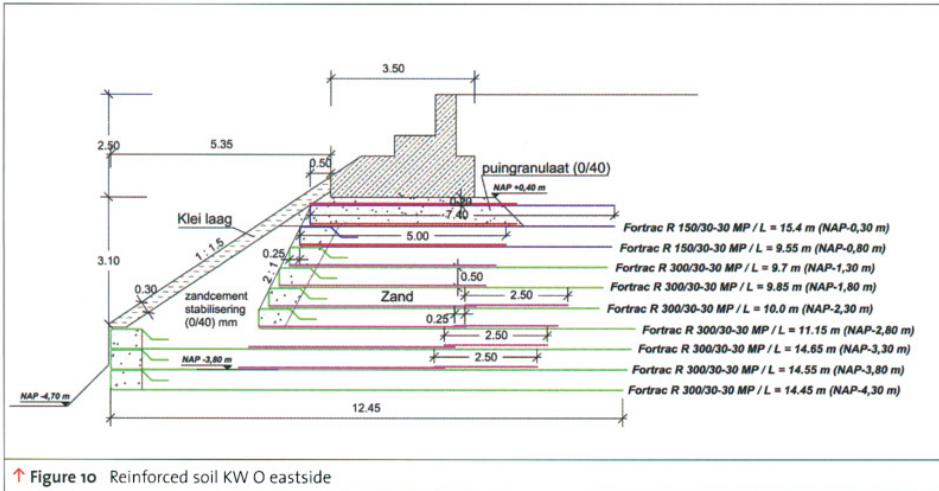 3.50
2.50
5.35
0.50
puingranulaat (0/40)
NAP +0,40 m
0.20
7.40
Klei laag
1 : 1.5
Fortrac R 150/30-30 MP / L = 15.4 m (NAP-0,30 m)
5.00
Fortrac R 150/30-30 MP / L = 9.55 m (NAP-0,80 m)
3.10
0.25
2 : 1
Fortrac R 300/30-30 MP / L = 9.7 m (NAP-1,30 m)
0.50
Fortrac R 300/30-30 MP / L = 9.85 m (NAP-1,80 m)
0.30
zandcement
stabilisering
(0/40) mm
Zand
2.50
Fortrac R 300/30-30 MP / L = 10.0 m (NAP-2,30 m)
0.25
Fortrac R 300/30-30 MP / L = 11.15 m (NAP-2,80 m)
2.50
Fortrac R 300/30-30 MP / L = 14.65 m (NAP-3,30 m)
NAP -3,80 m
2.50
Fortrac R 300/30-30 MP / L = 14.55 m (NAP-3,80 m)
Fortrac R 300/30-30 MP / L = 14.45 m (NAP-4,30 m)
NAP -4,70 m
12.45
↑ Figure 10 Reinforced soil KW O eastside